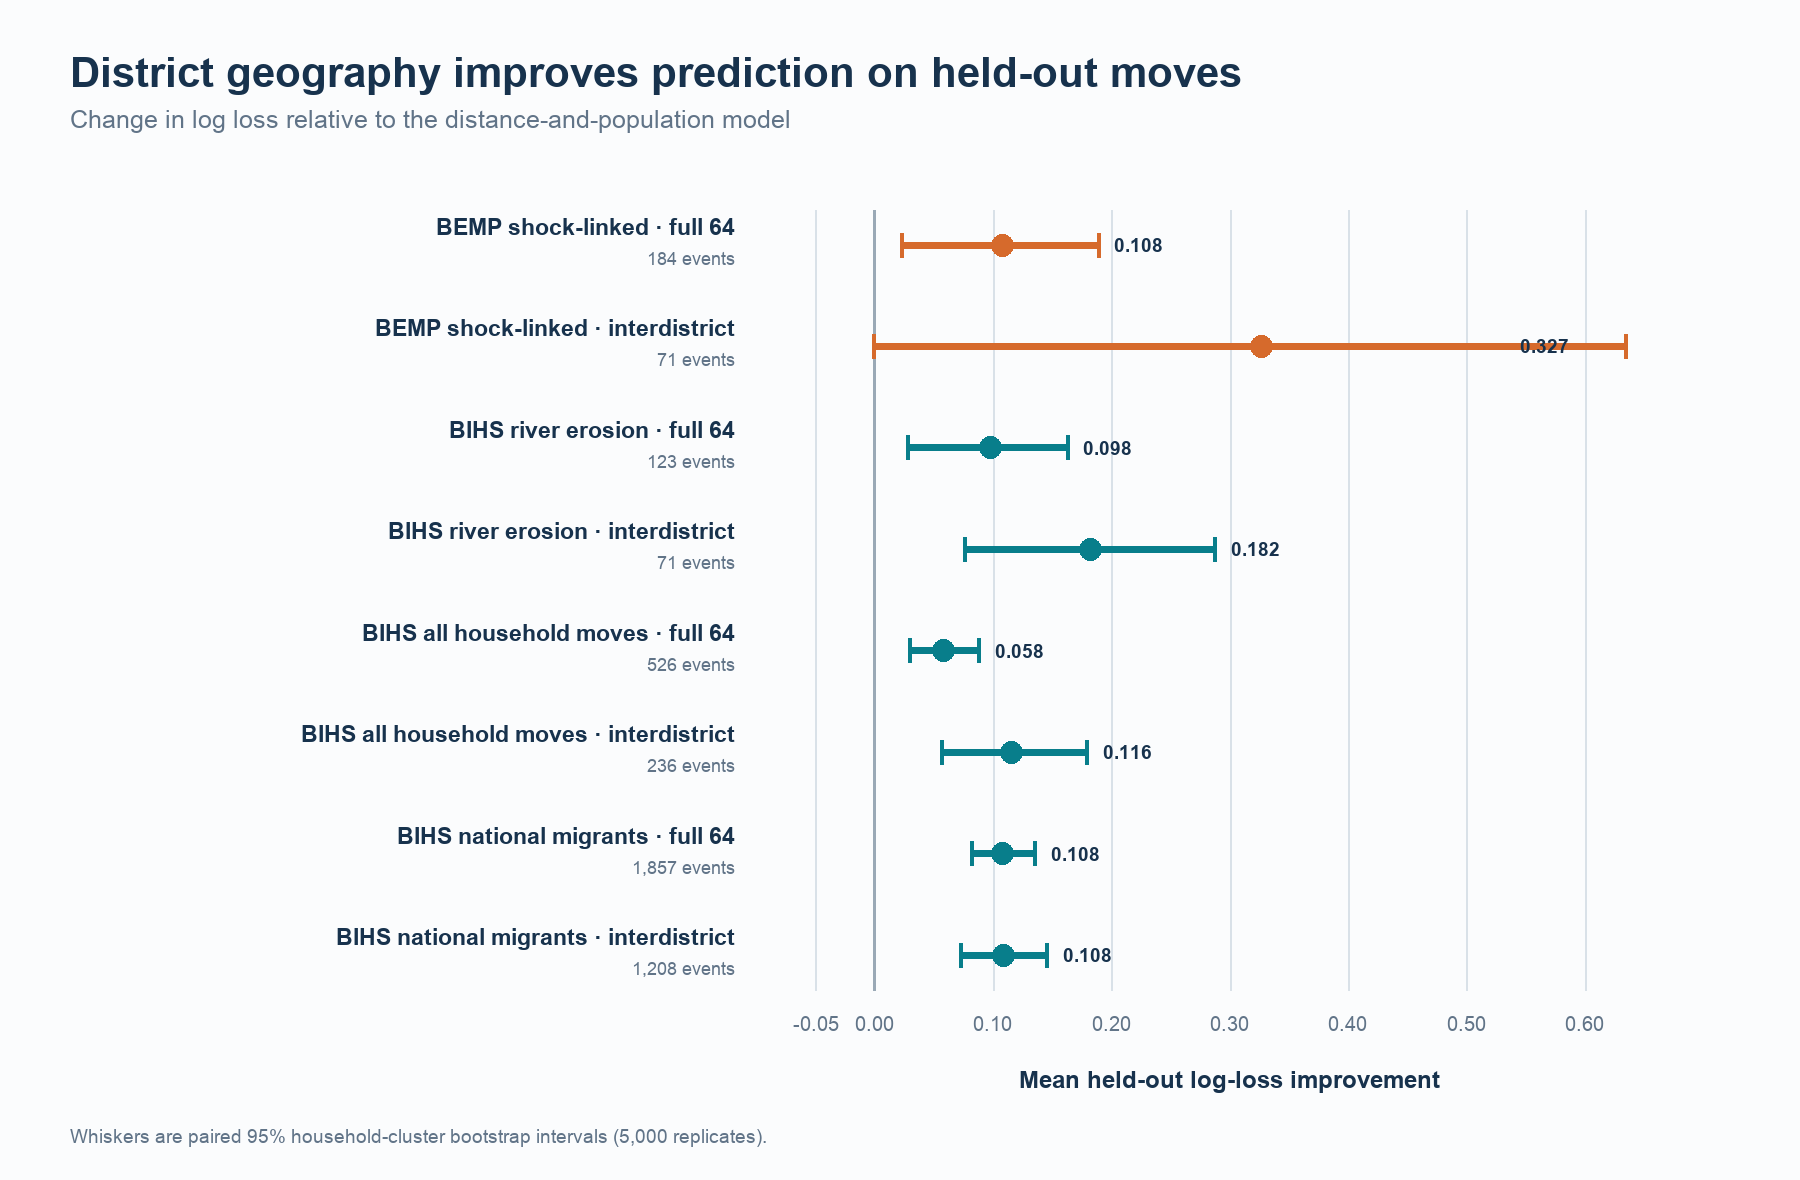 District geography improves prediction on held-out moves
Change in log loss relative to the distance-and-population model
BEMP shock-linked · full 64
184 events
0.108
BEMP shock-linked · interdistrict
71 events
0.327
BIHS river erosion · full 64
123 events
0.098
BIHS river erosion · interdistrict
71 events
0.182
BIHS all household moves · full 64
526 events
0.058
BIHS all household moves · interdistrict
236 events
0.116
BIHS national migrants · full 64
1,857 events
0.108
BIHS national migrants · interdistrict
1,208 events
0.108
-0.05 0.00 0.10 0.20 0.30 0.40 0.50 0.60
Mean held-out log-loss improvement
Whiskers are paired 95% household-cluster bootstrap intervals (5,000 replicates).